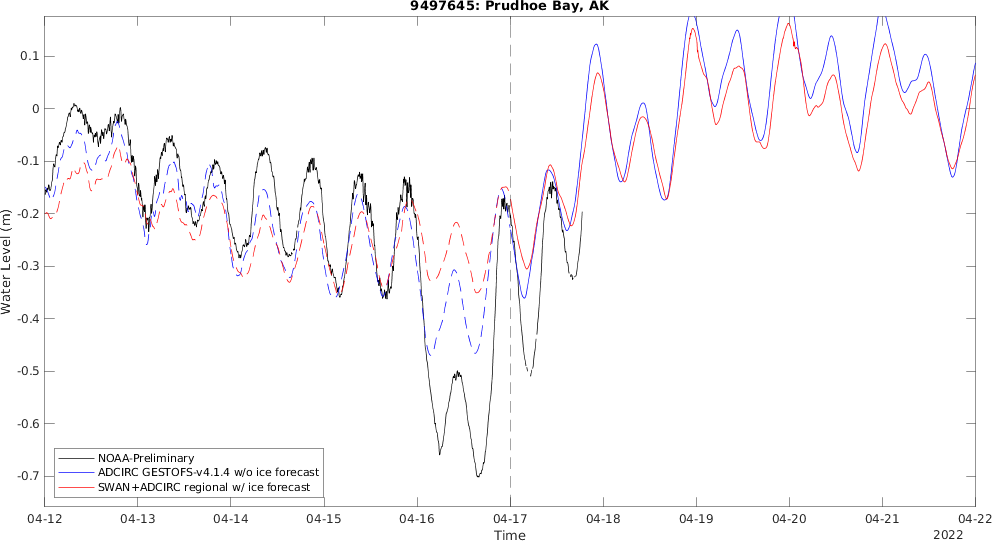 9497645: Prudhoe Bay, AK
0.1
0
-0.1
-0.2
-0.3
-0.4
-0.5
-0.6
-0.7
Water Level (m)
NOAA-Preliminary
ADCIRC GESTOFS-v4.1.4 w/o ice forecast
SWAN+ADCIRC regional w/ ice forecast
04-12 04-13 04-14 04-15 04-16 04-17 04-18 04-19 04-20 04-21 04-22
Time
2022